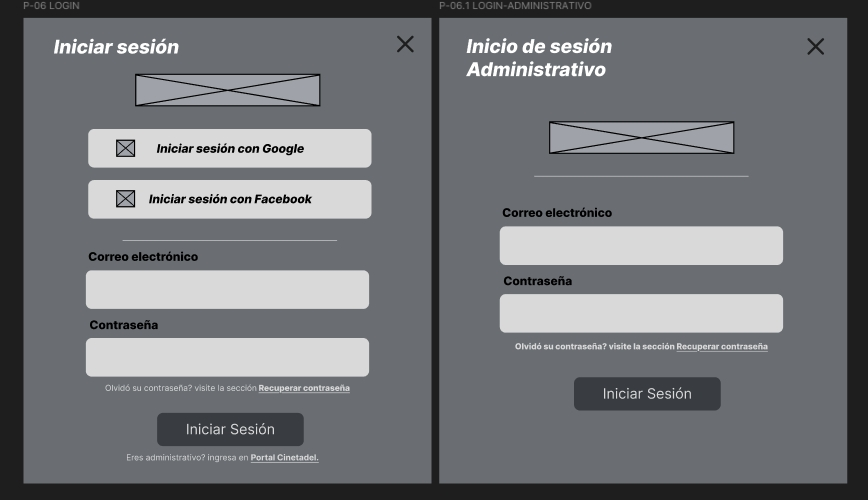 P-06 LOGIN
Iniciar sesión
Iniciar sesión con Google
Iniciar sesión con Facebook
Correo electrónico
Contraseña
Olvidó su contraseña? visite la sección Recuperar contraseña
Iniciar Sesión
Eres administrativo? ingresa en Portal Cinetadel.
P-06.1 LOGIN-ADMINISTRATIVO
Inicio de sesión
Administrativo
Correo electrónico
Contraseña
Olvidó su contraseña? visite la sección Recuperar contraseña
Iniciar Sesión